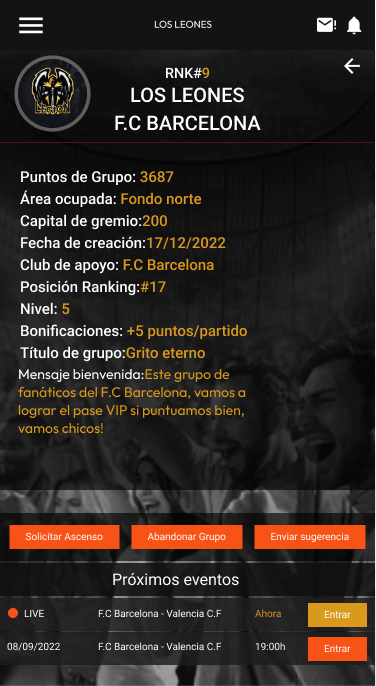 LOS LEONES
RNK#9
LOS LEONES
F.C BARCELONA
LEGION
Puntos de Grupo: 3687
Área ocupada: Fondo norte
Capital de gremio:200
Fecha de creación:17/12/2022
Club de apoyo: F.C Barcelona
Posición Ranking:#17
Nivel: 5
Bonificaciones: +5 puntos/partido
Título de grupo:Grito eterno
Mensaje bienvenida:Este grupo de
fanáticos del F.C Barcelona, vamos a
lograr el pase VIP si puntuamos bien,
vamos chicos!
Solicitar Ascenso Abandonar Grupo Enviar sugerencia
Próximos eventos
LIVE F.C Barcelona - Valencia C.F Ahora Entrar
08/09/2022 F.C Barcelona - Valencia C.F 19:00h Entrar